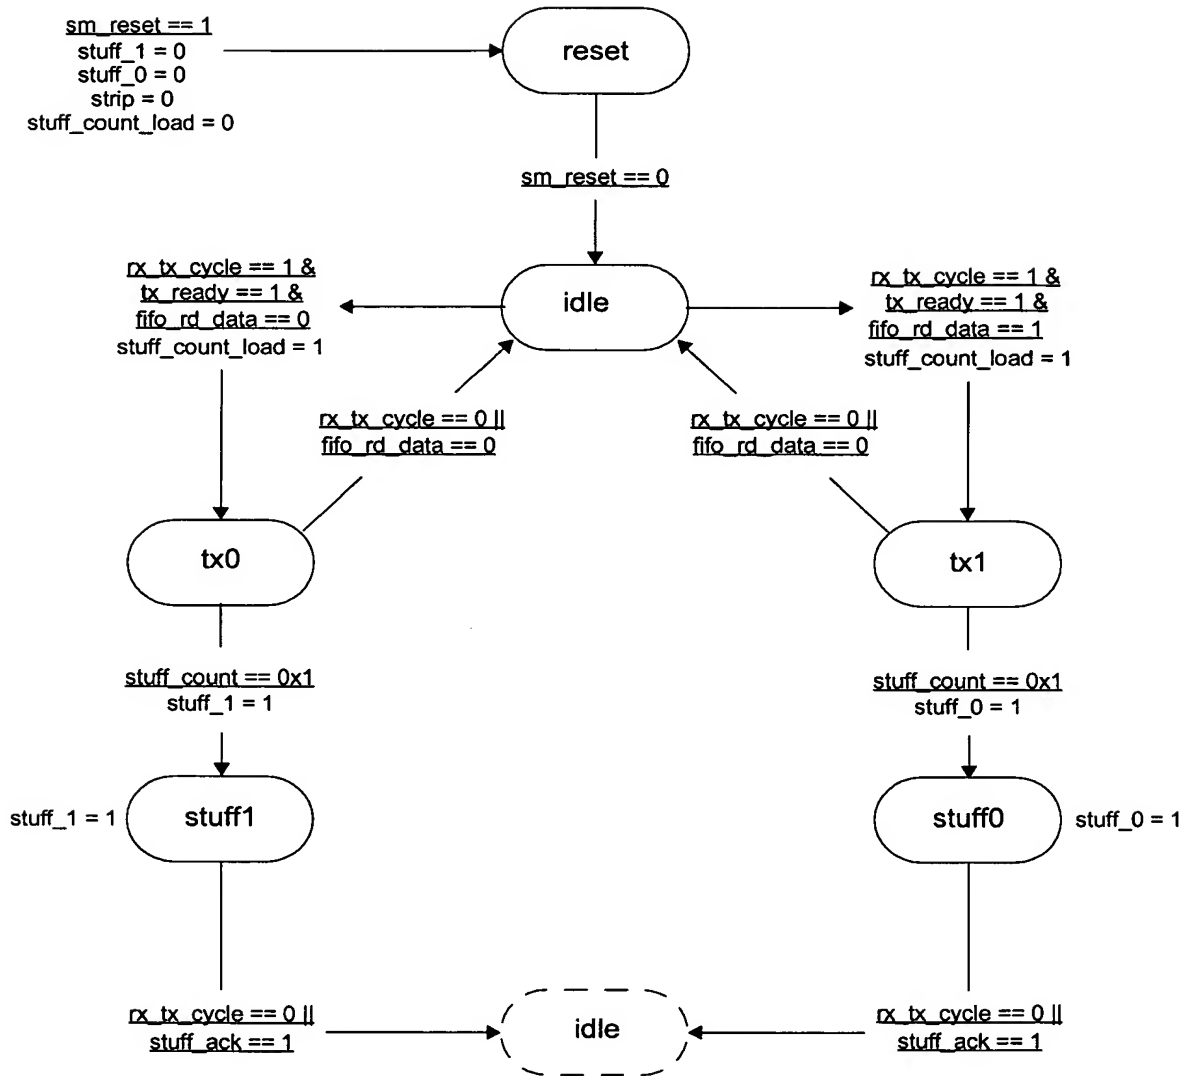 sm_reset == 1
stuff_1 = 0
stuff_0 = 0
strip = 0
stuff_count_load = 0
reset
sm_reset == 0
rx_tx_cycle == 1 &
tx_ready == 1 &
fifo_rd_data == 0
stuff_count_load = 1
idle
rx_tx_cycle == 1 &
tx_ready == 1 &
fifo_rd_data == 1
stuff_count_load = 1
rx_tx_cycle == 0 ||
fifo_rd_data == 0
rx_tx_cycle == 0 ||
fifo_rd_data == 0
tx0
tx1
stuff_count == 0x1
stuff_1 = 1
stuff_count == 0x1
stuff_0 = 1
stuff_1 = 1
stuff1
stuff0
stuff_0 = 1
rx_tx_cycle == 0 ||
stuff_ack == 1
idle
rx_tx_cycle == 0 ||
stuff_ack == 1